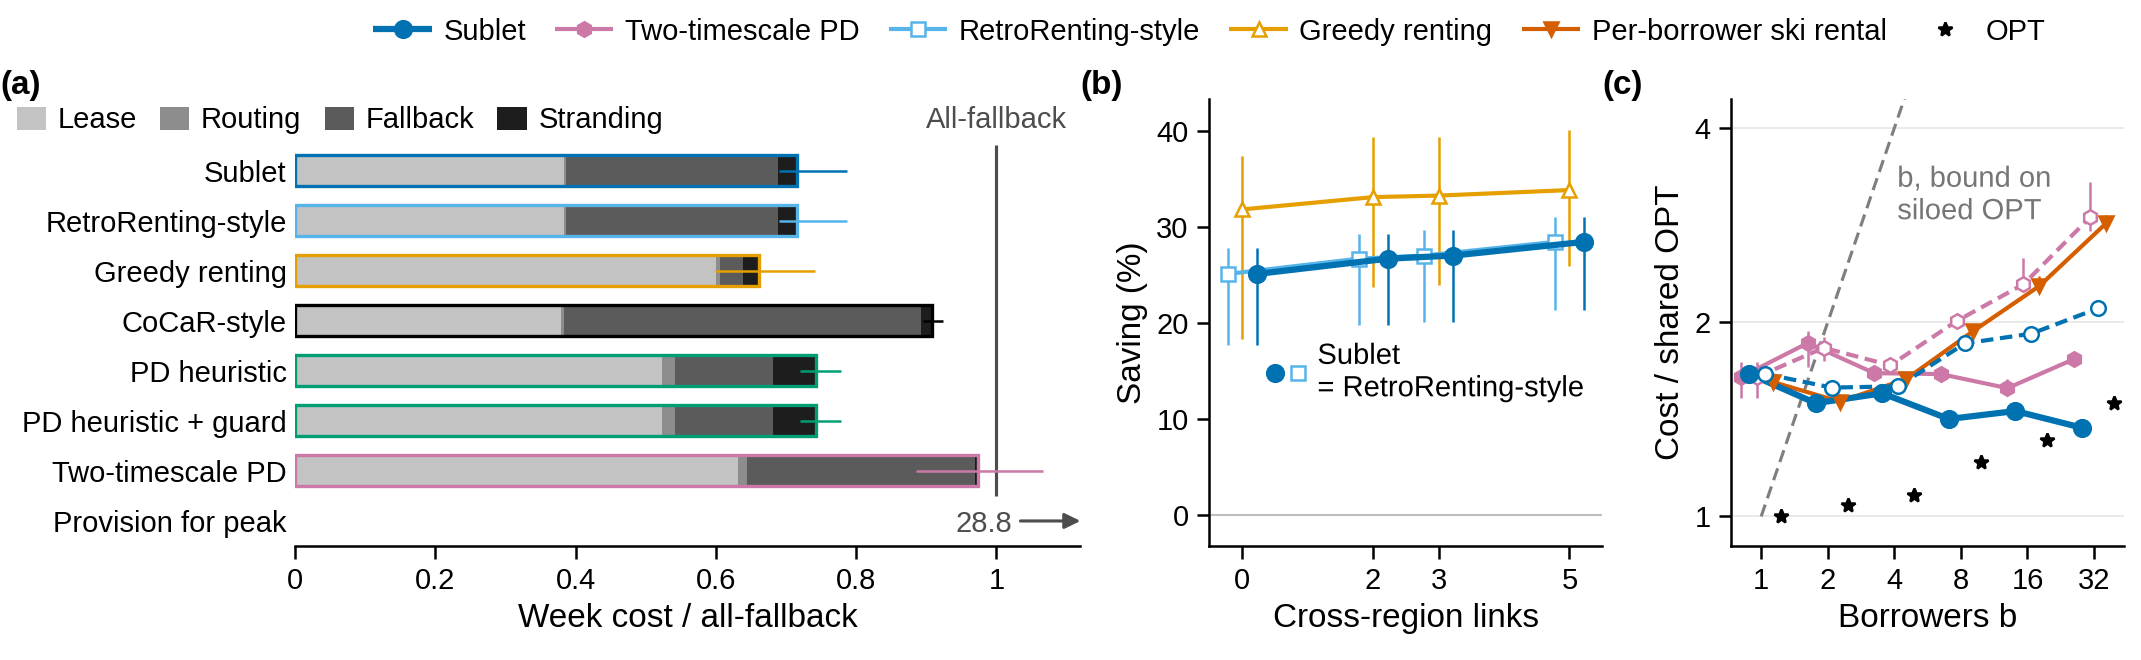 Sublet
Two-timescale PD
RetroRenting-style
Greedy renting
Per-borrower ski rental
OPT
(a)
Lease
Routing
Fallback
Stranding
All-fallback
Sublet
RetroRenting-style
Greedy renting
CoCaR-style
PD heuristic
PD heuristic + guard
Two-timescale PD
Provision for peak
28.8
0
0.2
0.4
0.6
0.8
1
Week cost / all-fallback
(b)
Saving (%)
40
30
20
10
0
Sublet
= RetroRenting-style
0
2
3
5
Cross-region links
(c)
Cost / shared OPT
4
2
1
b, bound on
siloed OPT
1
2
4
8
16
32
Borrowers b